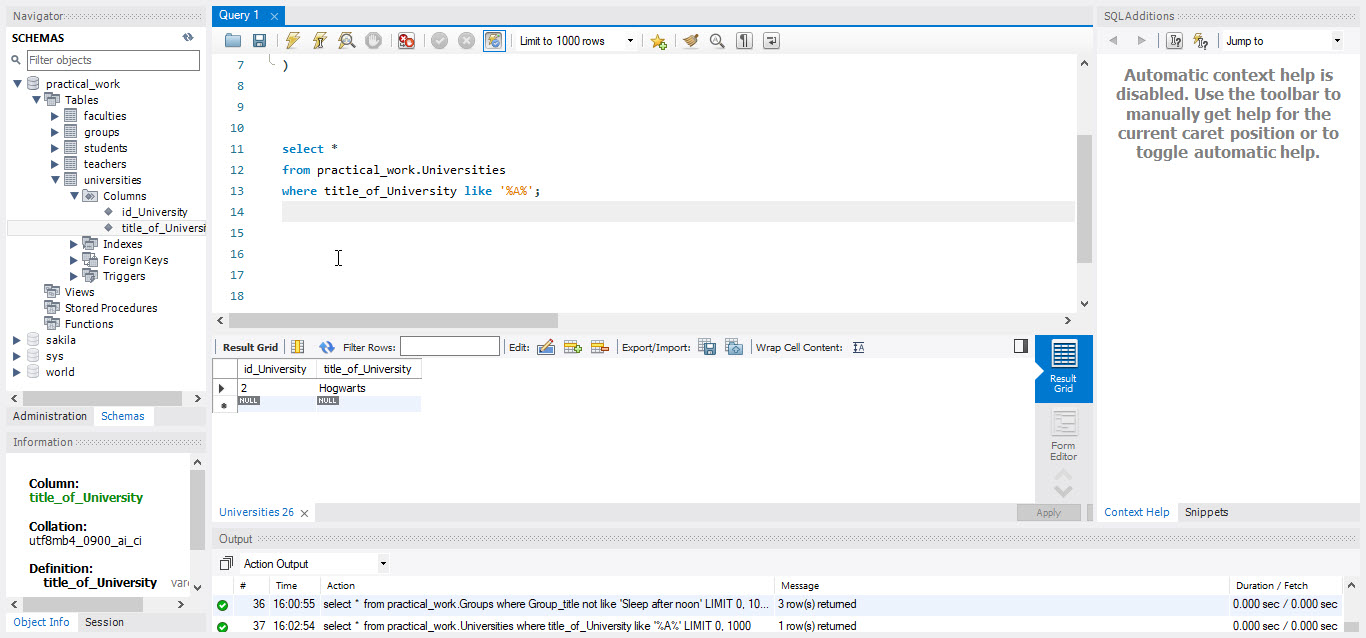 Navigator
SCHEMAS
Filter objects
practical_work
Tables
faculties
groups
students
teachers
universities
Columns
id_University
title_of_Universi
Indexes
Foreign Keys
Triggers
Views
Stored Procedures
Functions
sakila
sys
world
Administration Schemas
Information
Column:
title_of_University
Collation:
utf8mb4_0900_ai_ci
Definition:
title_of_University varc
Object Info Session
Query 1
Limit to 1000 rows
7 )
8
9
10
11 select *
12 from practical_work.Universities
13 where title_of_University like '%A%';
14
15
16
17
18
Result Grid Filter Rows: Edit: Export/Import: Wrap Cell Content:
id_University title_of_University
2 Hogwarts
NULL NULL
Result
Grid
Form
Editor
Universities 26 Apply
Output
Action Output
# Time Action Message Duration / Fetch
36 16:00:55 select * from practical_work.Groups where Group_title not like 'Sleep after noon' LIMIT 0, 10... 3 row(s) returned 0.000 sec / 0.000 sec
37 16:02:54 select * from practical_work.Universities where title_of_University like '%A%' LIMIT 0, 1000 1 row(s) returned 0.000 sec / 0.000 sec
SQLAdditions
Jump to
Automatic context help is
disabled. Use the toolbar to
manually get help for the
current caret position or to
toggle automatic help.
Context Help Snippets